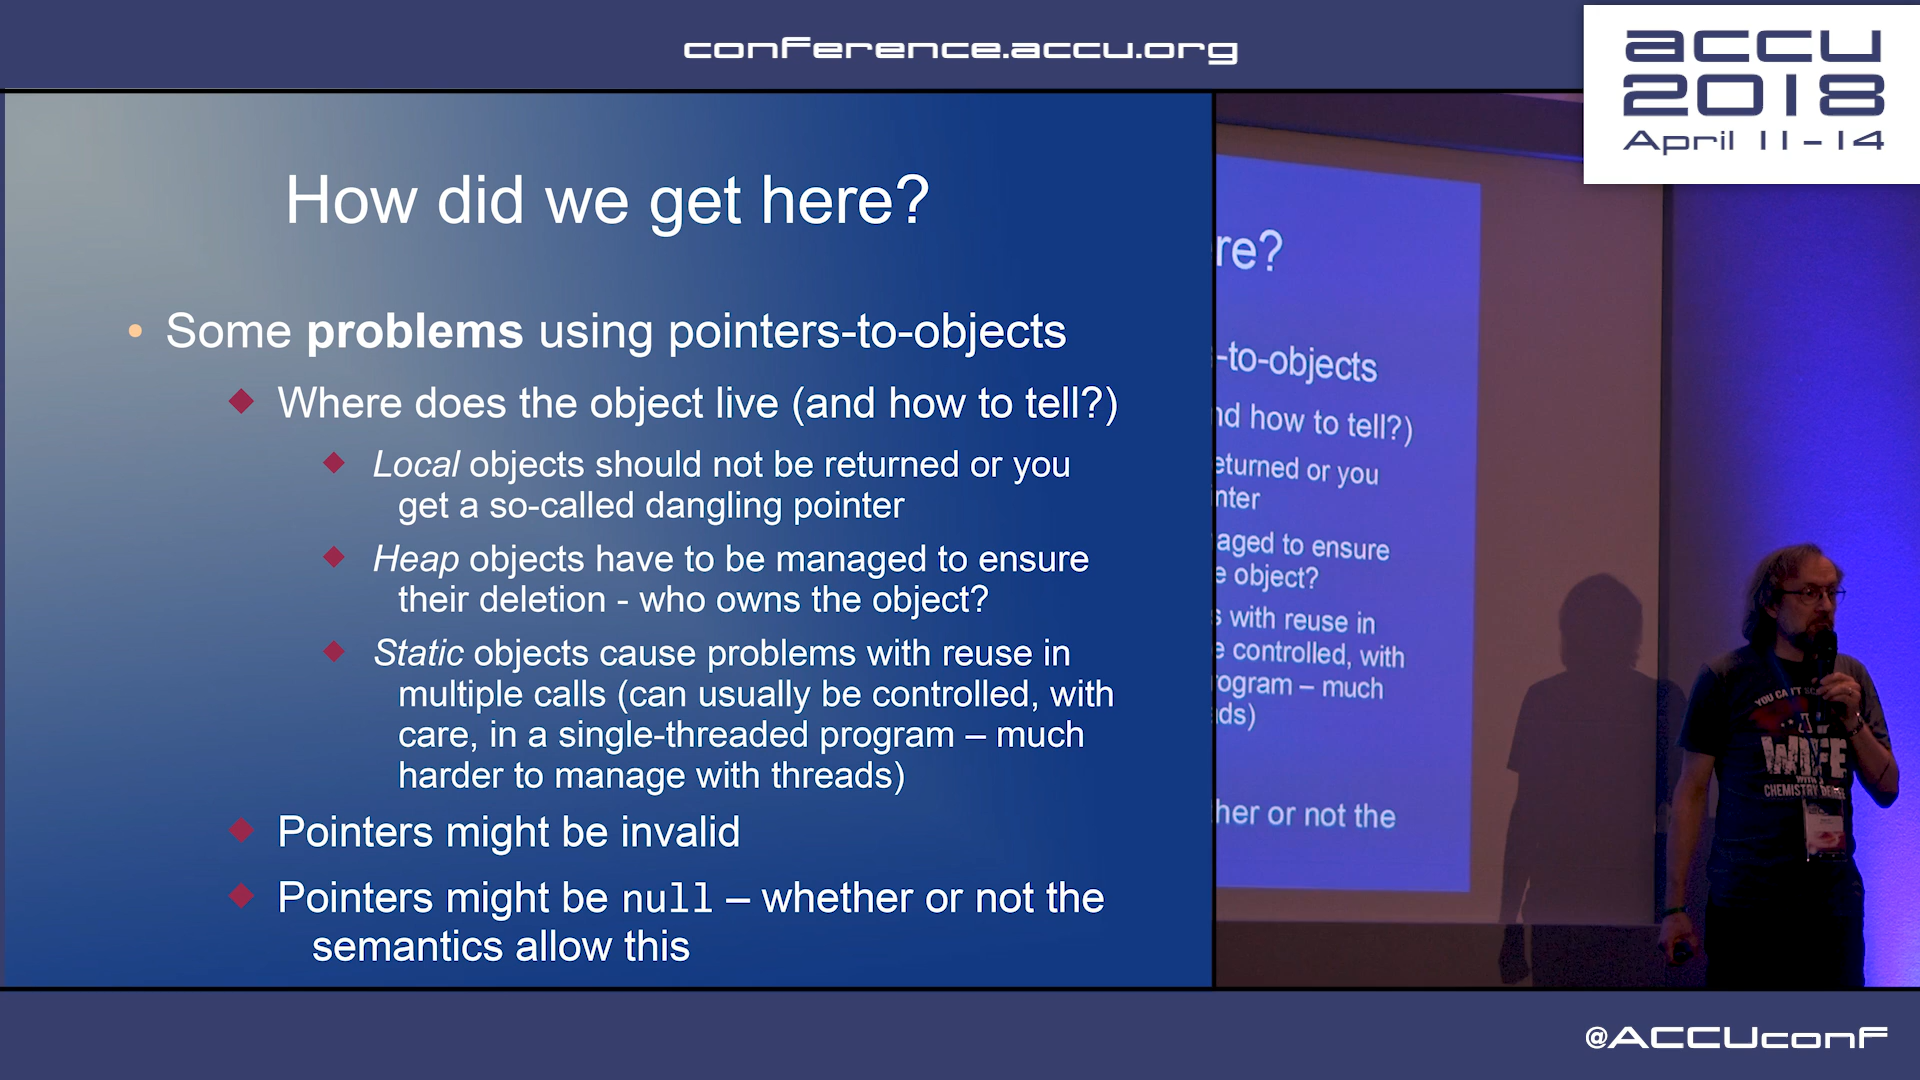 conference.accu.org
accu
2018
April 11-14
How did we get here?
Some problems using pointers-to-objects
Where does the object live (and how to tell?)
Local objects should not be returned or you
get a so-called dangling pointer
Heap objects have to be managed to ensure
their deletion - who owns the object?
Static objects cause problems with reuse in
multiple calls (can usually be controlled, with
care, in a single-threaded program – much
harder to manage with threads)
Pointers might be invalid
Pointers might be null – whether or not the
semantics allow this
re?
-to-objects
nd how to tell?)
eturned or you
nter
aged to ensure
e object?
s with reuse in
e controlled, with
rogram – much
ds)
her or not the
YOU
CHEMISTRY
@ACCUconf